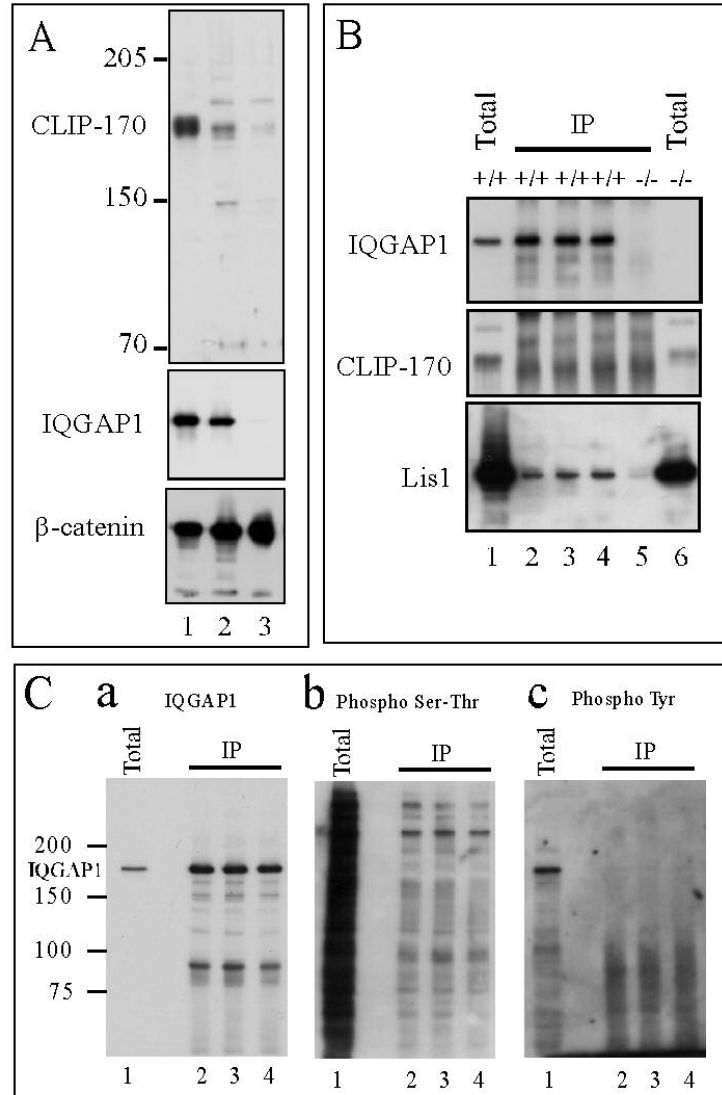 A
205
CLIP-170
150
70
IQGAP1
β-catenin
1 2 3
B
Total IP Total
+/+ +/+ +/+ +/+ -/- -/-
IQGAP1
CLIP-170
Lis1
1 2 3 4 5 6
C a IQGAP1 b Phospho Ser-Thr c Phospho Tyr
Total IP Total IP Total IP
200
IQGAP1
150
100
75
1 2 3 4 1 2 3 4 1 2 3 4